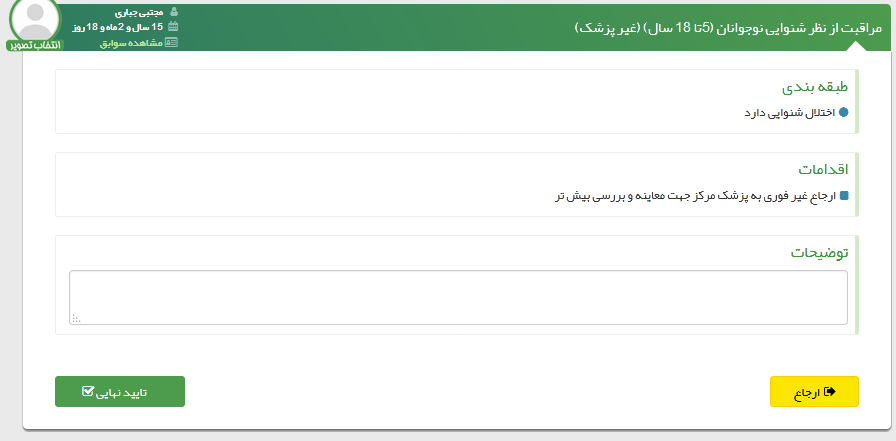 مراقبت از نظر شنوایی نوجوانان (5تا 18 سال) (غیر پزشک)
مجتبی جباری
15 سال و 2ماه و 18 روز
مشاهده سوابق
انتخاب تصویر
طبقه بندی
اختلال شنوایی دارد
اقدامات
ارجاع غیر فوری به پزشک مرکز جهت معاینه و بررسی بیش تر
توضیحات
ارجاع
تایید نهایی